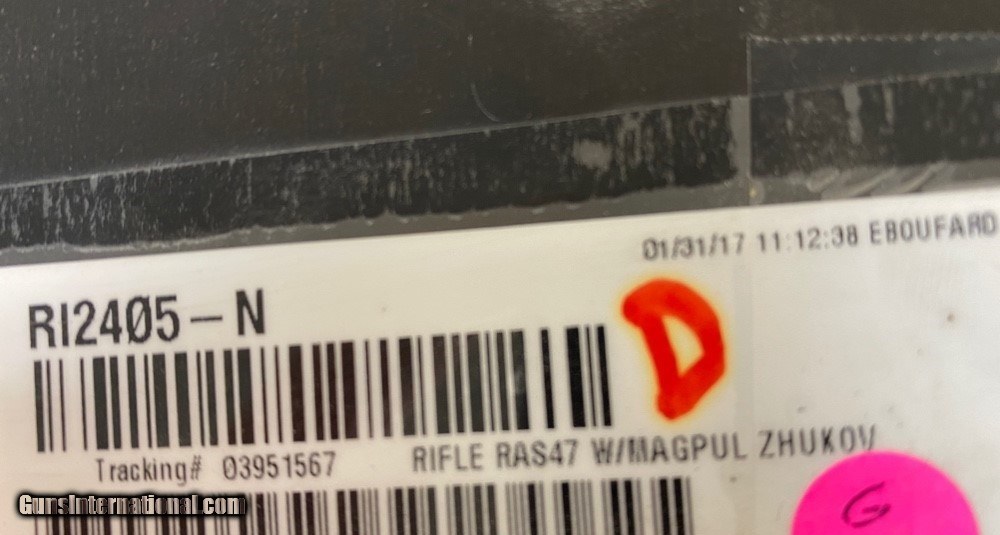 01/31/17 11:12:38 EBOUFARD
RI2405-N
D
Tracking# 03951567
RIFLE RAS47 W/MAGPUL ZHUKOV
G
GunsInternational.com